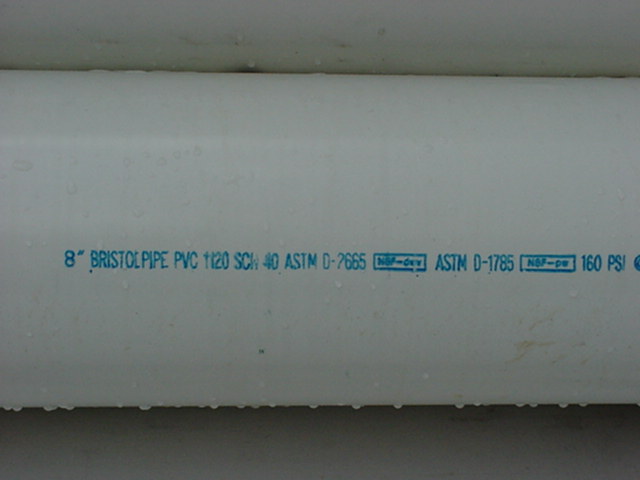 8" BRISTOLPIPE PVC 1120 SCH 40 ASTM D-2665 NSF-dwv ASTM D-1785 NSF-pw 160 PSI